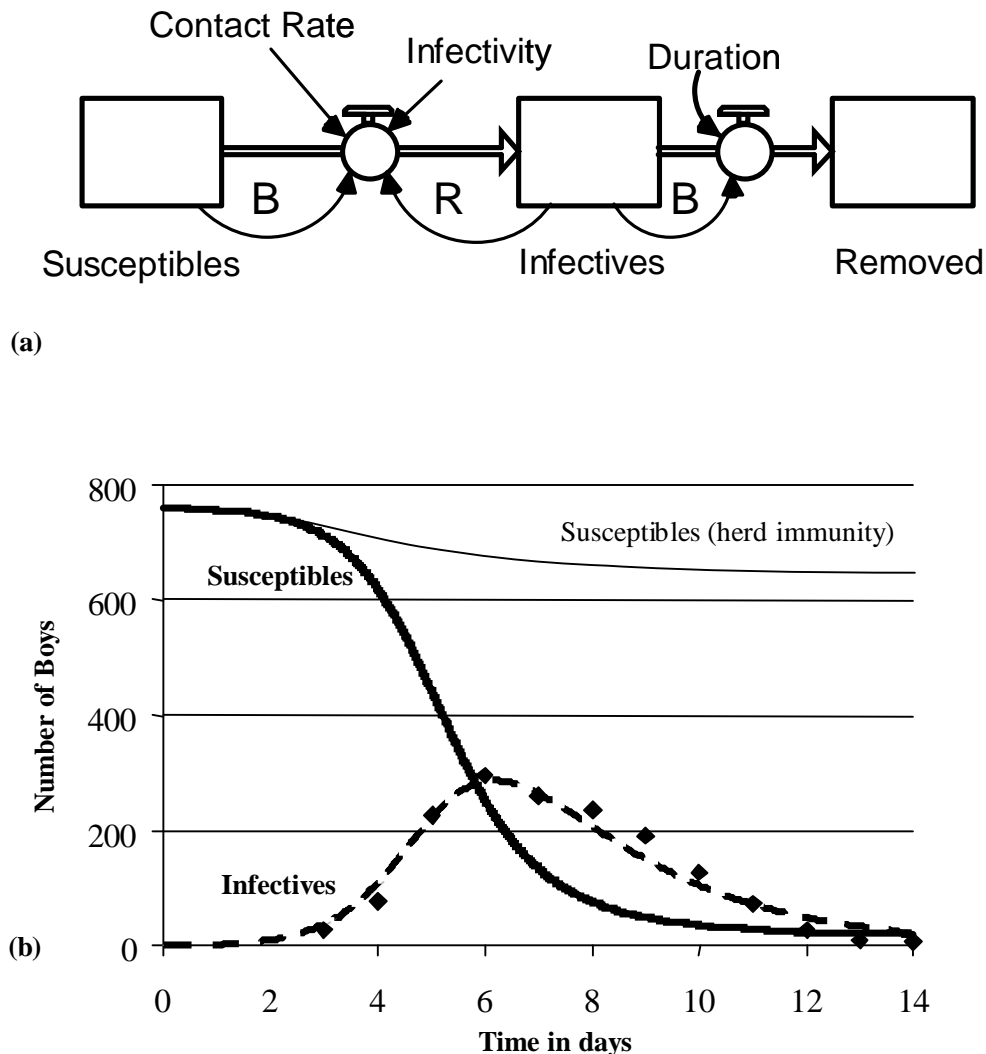 Contact Rate
Infectivity
Duration
B
R
B
Susceptibles
Infectives
Removed
(a)
800
600
400
200
0
Number of Boys
Susceptibles (herd immunity)
Susceptibles
Infectives
(b)
0 2 4 6 8 10 12 14
Time in days